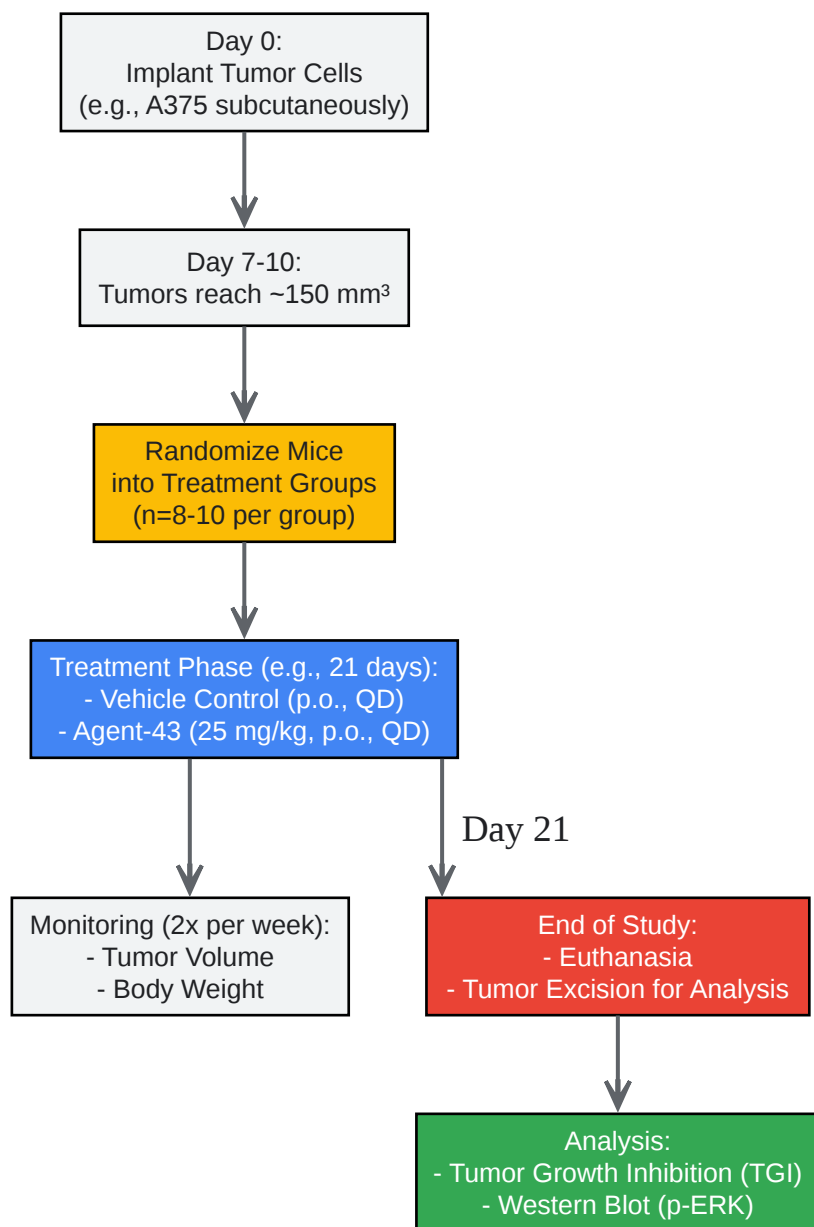 Day 0:
Implant Tumor Cells
(e.g., A375 subcutaneously)
Day 7-10:
Tumors reach ~150 mm³
Randomize Mice
into Treatment Groups
(n=8-10 per group)
Treatment Phase (e.g., 21 days):
- Vehicle Control (p.o., QD)
- Agent-43 (25 mg/kg, p.o., QD)
Day 21
Monitoring (2x per week):
- Tumor Volume
- Body Weight
End of Study:
- Euthanasia
- Tumor Excision for Analysis
Analysis:
- Tumor Growth Inhibition (TGI)
- Western Blot (p-ERK)